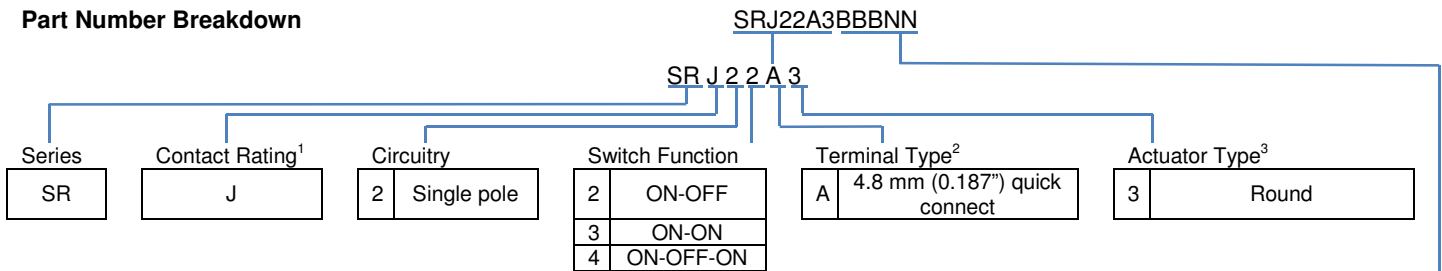 Part Number Breakdown SRJ22A3BBBNN
SR J 2 2 A 3
Series Contact Rating1 Circuitry Switch Function Terminal Type2 Actuator Type3
SR J 2 Single pole 2 ON-OFF A 4.8 mm (0.187”) quick connect 3 Round
3 ON-ON
4 ON-OFF-ON